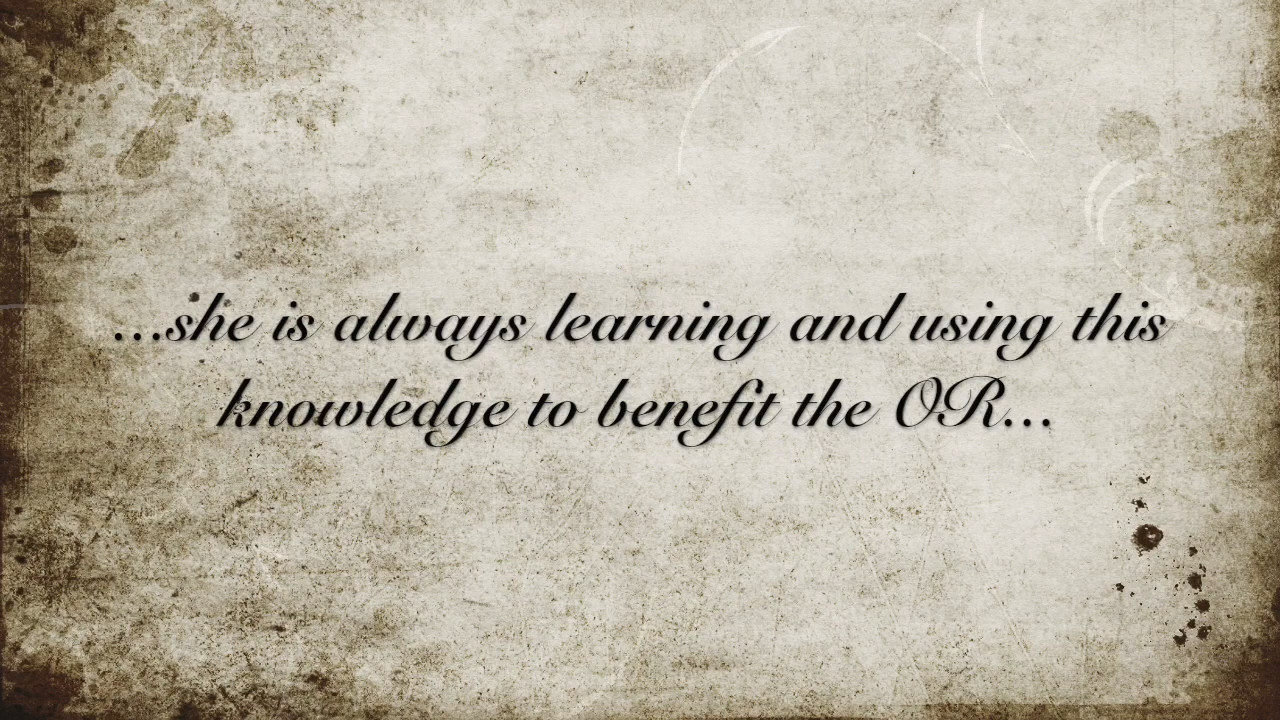 ...she is always learning and using this
knowledge to benefit the OR...